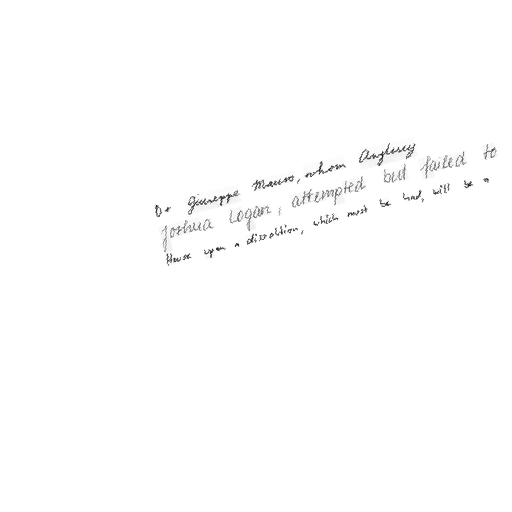 Dr Giuseppe Mauro, whom Anglesey
Joshua Logan, attempted but failed to
House upon a dissolution, which must be had, will be a